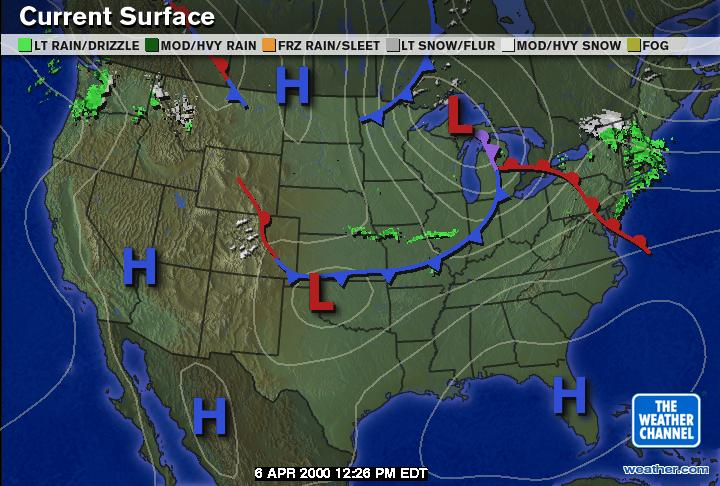 Current Surface
LT RAIN/DRIZZLE MOD/HVY RAIN FRZ RAIN/SLEET LT SNOW/FLUR MOD/HVY SNOW FOG
H
L
H
L
H
H
THE
WEATHER
CHANNEL
weather.com
6 APR 2000 12:26 PM EDT